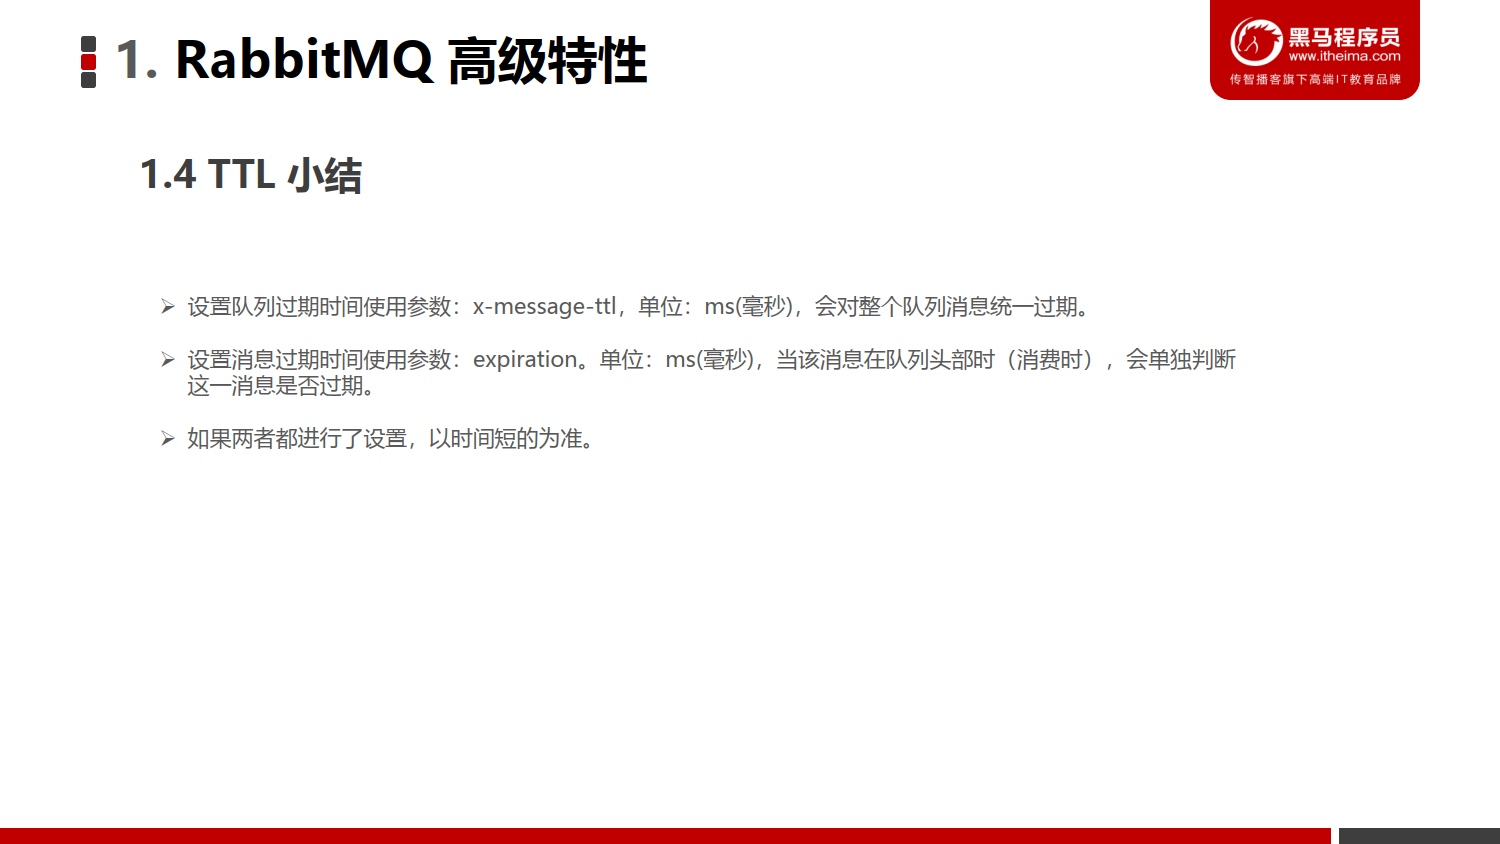 1. RabbitMQ 高级特性
黑马程序员
www.itheima.com
传智播客旗下高端IT教育品牌
1.4 TTL 小结
➢ 设置队列过期时间使用参数：x-message-ttl，单位：ms(毫秒)，会对整个队列消息统一过期。
➢ 设置消息过期时间使用参数：expiration。单位：ms(毫秒)，当该消息在队列头部时（消费时），会单独判断
这一消息是否过期。
➢ 如果两者都进行了设置，以时间短的为准。